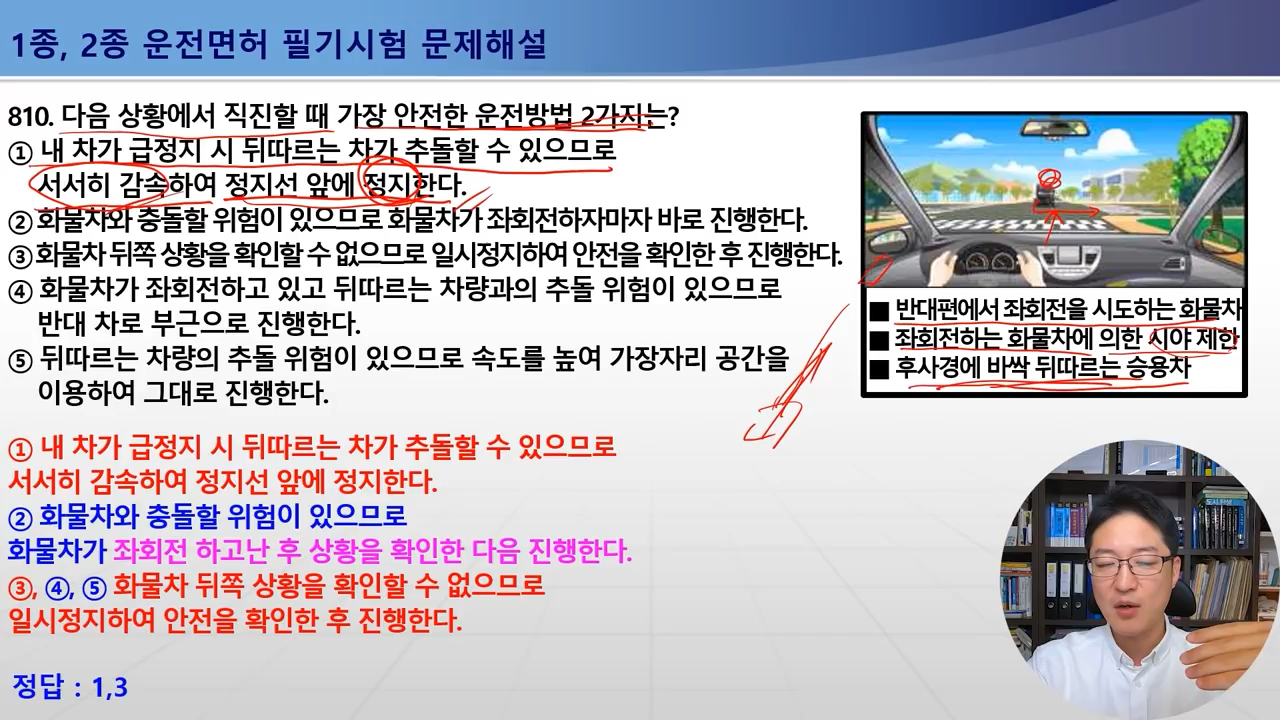 1종, 2종 운전면허 필기시험 문제해설
810. 다음 상황에서 직진할 때 가장 안전한 운전방법 2가지는?
① 내 차가 급정지 시 뒤따르는 차가 추돌할 수 있으므로
서서히 감속하여 정지선 앞에 정지한다.
② 화물차와 충돌할 위험이 있으므로 화물차가 좌회전하자마자 바로 진행한다.
③ 화물차 뒤쪽 상황을 확인할 수 없으므로 일시정지하여 안전을 확인한 후 진행한다.
④ 화물차가 좌회전하고 있고 뒤따르는 차량과의 추돌 위험이 있으므로
반대 차로 부근으로 진행한다.
⑤ 뒤따르는 차량의 추돌 위험이 있으므로 속도를 높여 가장자리 공간을
이용하여 그대로 진행한다.
■ 반대편에서 좌회전을 시도하는 화물차
■ 좌회전하는 화물차에 의한 시야 제한
■ 후사경에 바싹 뒤따르는 승용차
① 내 차가 급정지 시 뒤따르는 차가 추돌할 수 있으므로
서서히 감속하여 정지선 앞에 정지한다.
② 화물차와 충돌할 위험이 있으므로
화물차가 좌회전 하고난 후 상황을 확인한 다음 진행한다.
③, ④, ⑤ 화물차 뒤쪽 상황을 확인할 수 없으므로
일시정지하여 안전을 확인한 후 진행한다.
정답 : 1,3